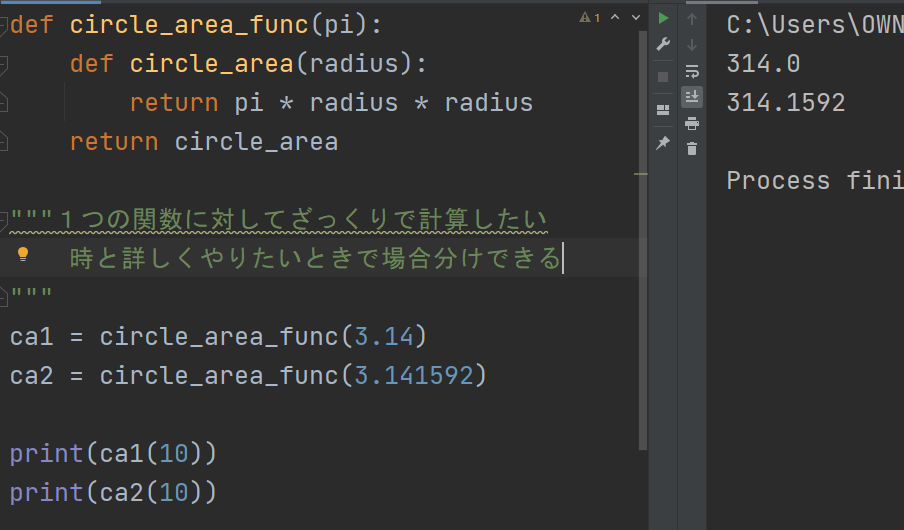 def circle_area_func(pi):
    def circle_area(radius):
        return pi * radius * radius
    return circle_area
"""１つの関数に対してざっくりで計算したい
    時と詳しくやりたいときで場合分けできる
"""
ca1 = circle_area_func(3.14)
ca2 = circle_area_func(3.141592)
print(ca1(10))
print(ca2(10))
1
C:\Users\OWN
314.0
314.1592
Process fini